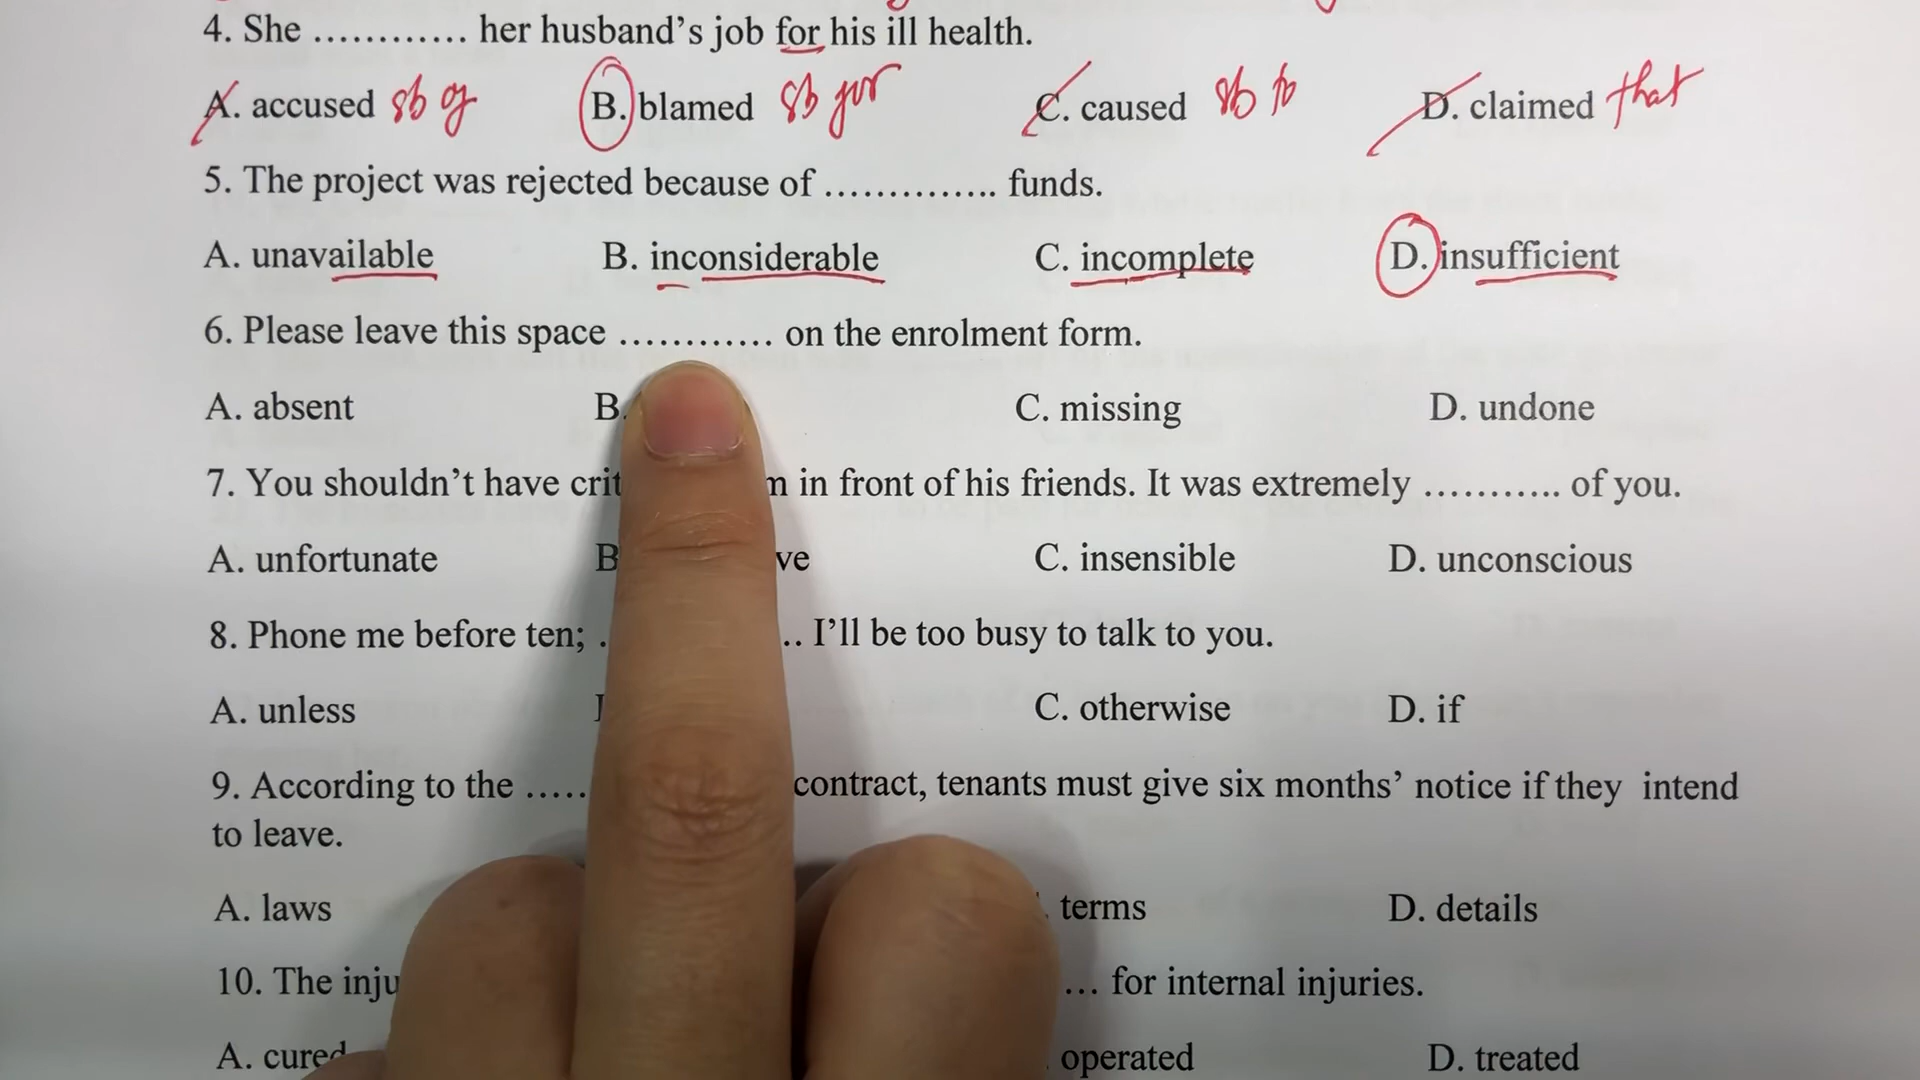 4. She ............ her husband's job for his ill health.
A. accused sb of B. blamed sb for C. caused sb to D. claimed that
5. The project was rejected because of .............. funds.
A. unavailable B. inconsiderable C. incomplete D. insufficient
6. Please leave this space ............ on the enrolment form.
A. absent B. C. missing D. undone
7. You shouldn't have in front of his friends. It was extremely ........... of you.
A. unfortunate B C. insensible D. unconscious
8. Phone me before ten; . .. I'll be too busy to talk to you.
A. unless C. otherwise D. if
9. According to the ..... contract, tenants must give six months' notice if they intend
to leave.
A. laws terms D. details
10. The ... for internal injuries.
A. cured operated D. treated